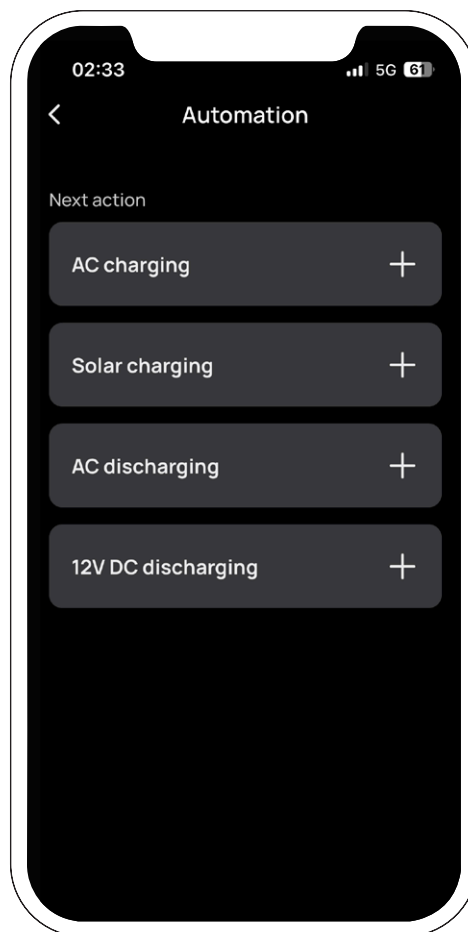 02:33 5G 61
Automation
Next action
AC charging
Solar charging
AC discharging
12V DC discharging